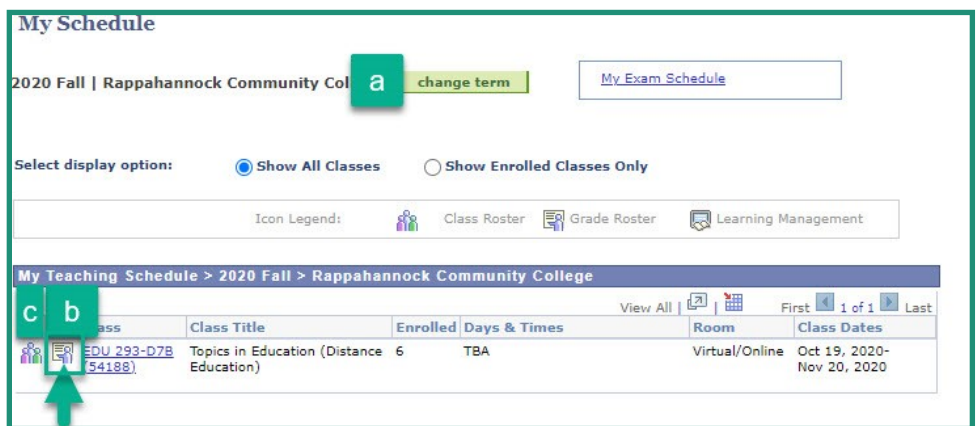 My Schedule
2020 Fall | Rappahannock Community Col a change term My Exam Schedule
Select display option: Show All Classes Show Enrolled Classes Only
Icon Legend: Class Roster Grade Roster Learning Management
My Teaching Schedule > 2020 Fall > Rappahannock Community College
View All | | First 1 of 1 Last
c b ass Class Title Enrolled Days & Times Room Class Dates
EDU 293-D7B Topics in Education (Distance 6 TBA Virtual/Online Oct 19, 2020-
(54188) Education) Nov 20, 2020